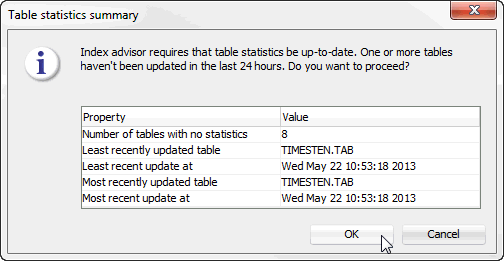 Table statistics summary
Index advisor requires that table statistics be up-to-date. One or more tables
haven't been updated in the last 24 hours. Do you want to proceed?
Property Value
Number of tables with no statistics 8
Least recently updated table TIMESTEN.TAB
Least recent update at Wed May 22 10:53:18 2013
Most recently updated table TIMESTEN.TAB
Most recent update at Wed May 22 10:53:18 2013
OK Cancel